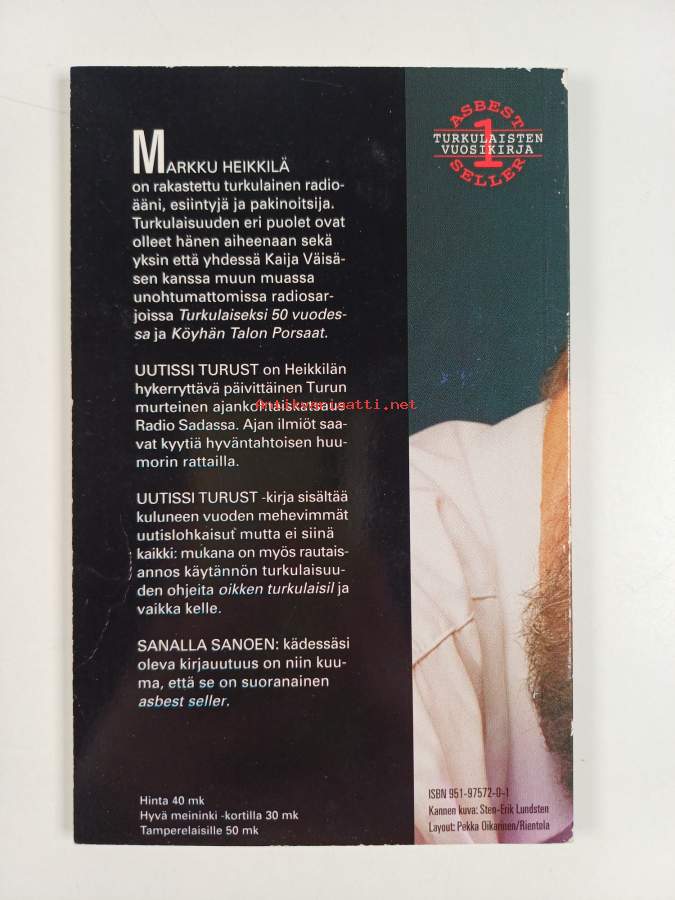 MARKKU HEIKKILÄ
on rakastettu turkulainen radio-
ääni, esiintyjä ja pakinoitsija.
Turkulaisuuden eri puolet ovat
olleet hänen aiheenaan sekä
yksin että yhdessä Kaija Väisä-
sen kanssa muun muassa
unohtumattomissa radiosar-
joissa Turkulaiseksi 50 vuodes-
sa ja Köyhän Talon Porsaat.
UUTISSI TURUST on Heikkilän
hykerryttävä päivittäinen Turun
murteinen ajankohtaiskatsaus
Radio Sadassa. Ajan ilmiöt saa-
vat kyytiä hyväntahtoisen huu-
morin rattailla.
UUTISSI TURUST -kirja sisältää
kuluneen vuoden mehevimmät
uutislohkaisut mutta ei siinä
kaikki: mukana on myös rautais-
annos käytännön turkulaisuu-
den ohjeita oikken turkulaisil ja
vaikka kelle.
SANALLA SANOEN: kädessäsi
oleva kirjauutuus on niin kuu-
ma, että se on suoranainen
asbest seller.
Hinta 40 mk
Hyvä meininki -kortilla 30 mk
Tamperelaisille 50 mk
ASBEST
1
TURKULAISTEN
VUOSIKIRJA
SELLER
Antikvariaatti.net
ISBN 951-97572-0-1
Kannen kuva: Sten-Erik Lundsten
Layout: Pekka Oikarinen/Rientola